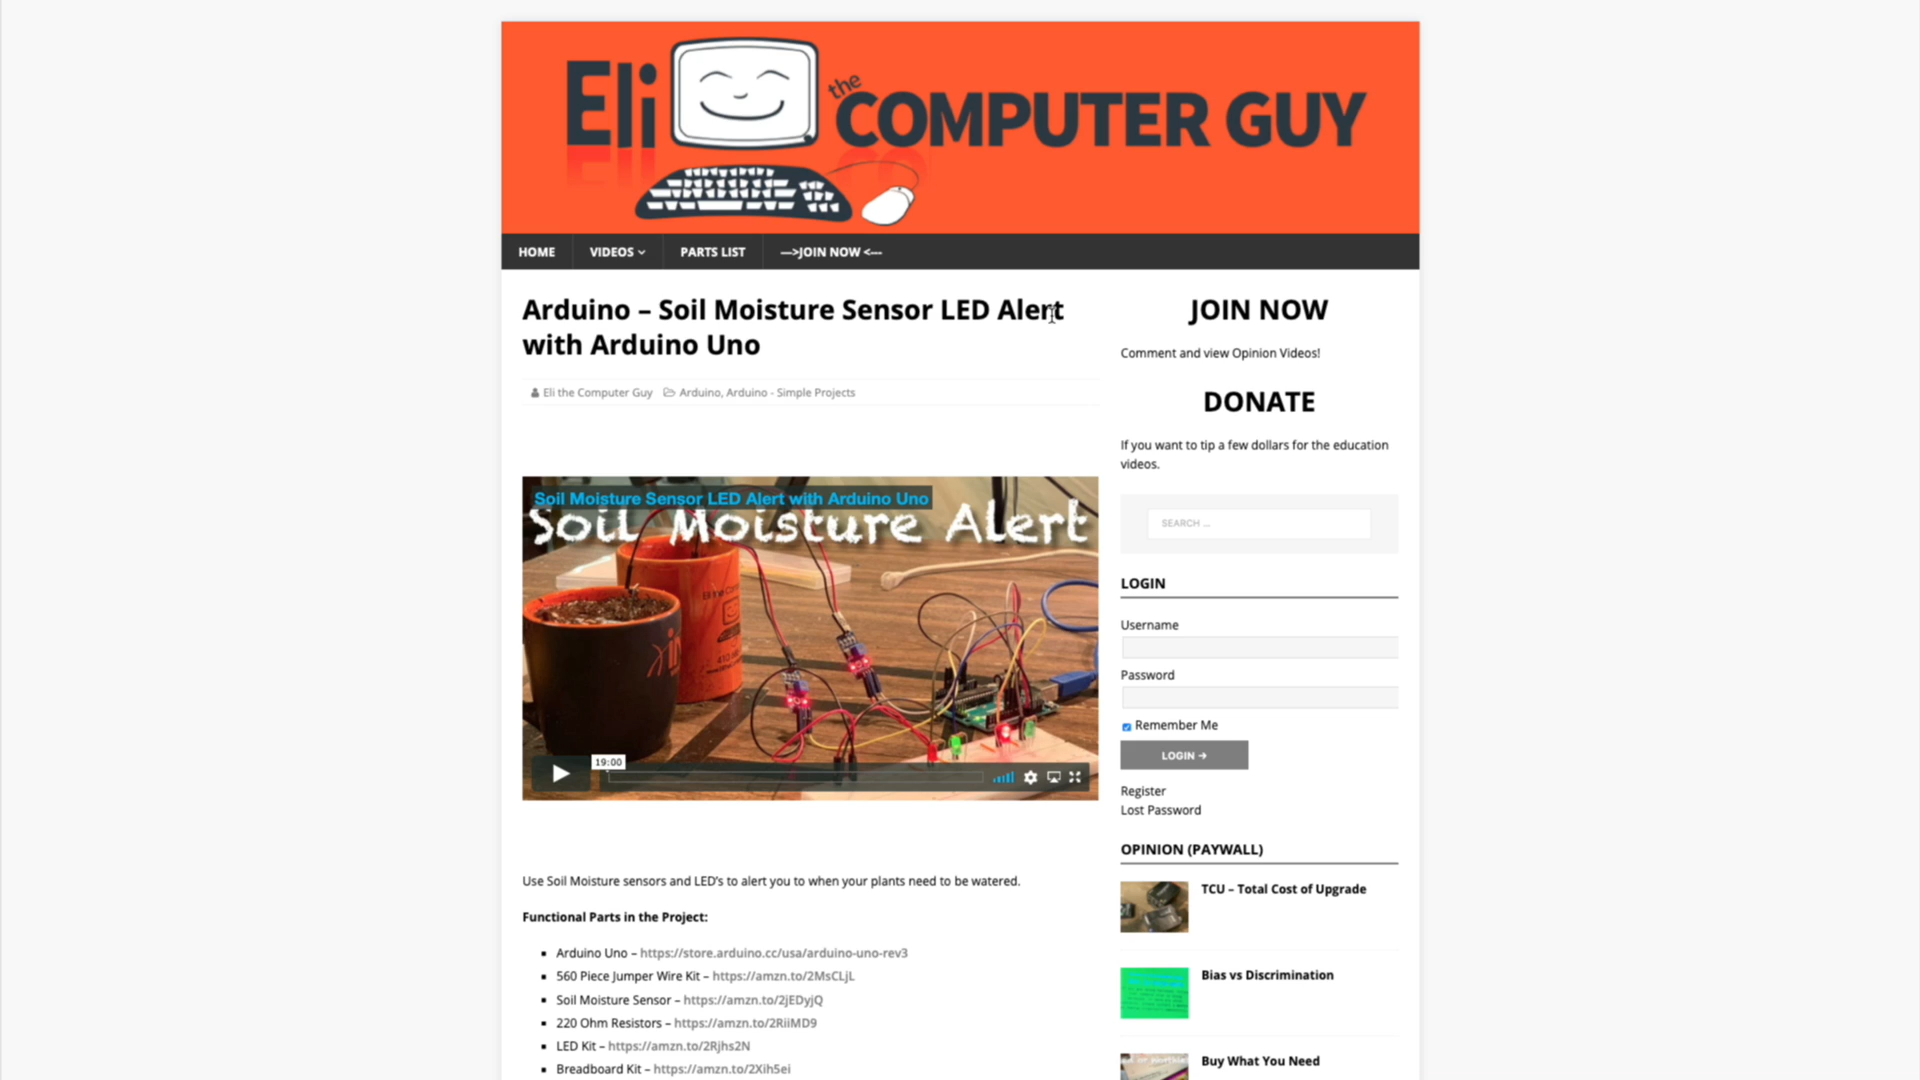 Eli the COMPUTER GUY
HOME
VIDEOS
PARTS LIST
--->JOIN NOW <---
Arduino – Soil Moisture Sensor LED Alert
with Arduino Uno
Eli the Computer Guy
Arduino, Arduino - Simple Projects
Soil Moisture Sensor LED Alert with Arduino Uno
Soil Moisture Alert
19:00
Use Soil Moisture sensors and LED's to alert you to when your plants need to be watered.
Functional Parts in the Project:
Arduino Uno – https://store.arduino.cc/usa/arduino-uno-rev3
560 Piece Jumper Wire Kit – https://amzn.to/2MsCLjL
Soil Moisture Sensor – https://amzn.to/2jEDyjQ
220 Ohm Resistors – https://amzn.to/2RiiMD9
LED Kit – https://amzn.to/2Rjhs2N
Breadboard Kit – https://amzn.to/2Xih5ei
JOIN NOW
Comment and view Opinion Videos!
DONATE
If you want to tip a few dollars for the education
videos.
SEARCH ...
LOGIN
Username
Password
Remember Me
LOGIN →
Register
Lost Password
OPINION (PAYWALL)
TCU – Total Cost of Upgrade
Bias vs Discrimination
Buy What You Need